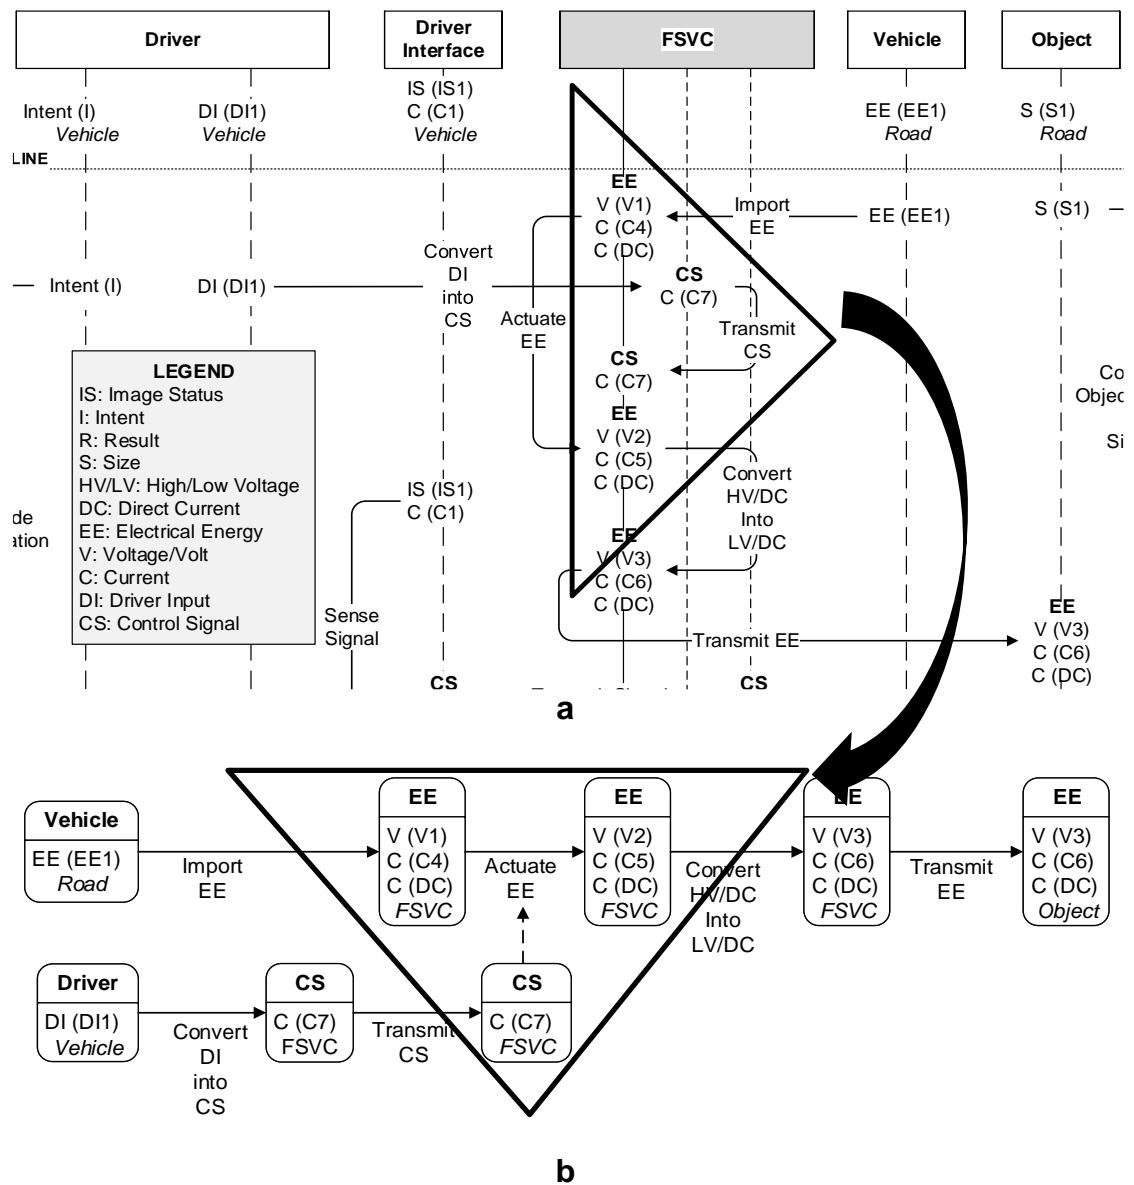 Driver
Driver
Interface
FSVC
Vehicle
Object
Intent (I)
Vehicle
DI (DI1)
Vehicle
IS (IS1)
C (C1)
Vehicle
EE (EE1)
Road
S (S1)
Road
LINE
EE
V (V1)
C (C4)
C (DC)
Import
EE
EE (EE1)
S (S1)
Intent (I)
DI (DI1)
Convert
DI
into
CS
CS
C (C7)
Actuate
EE
Transmit
CS
CS
C (C7)
EE
V (V2)
C (C5)
C (DC)
Convert
HV/DC
Into
LV/DC
LEGEND
IS: Image Status
I: Intent
R: Result
S: Size
HV/LV: High/Low Voltage
DC: Direct Current
EE: Electrical Energy
V: Voltage/Volt
C: Current
DI: Driver Input
CS: Control Signal
IS (IS1)
C (C1)
Sense
Signal
EE
V (V3)
C (C6)
C (DC)
Transmit EE
EE
V (V3)
C (C6)
C (DC)
CS
CS
a
Vehicle
EE (EE1)
Road
Import
EE
EE
V (V1)
C (C4)
C (DC)
FSVC
Actuate
EE
EE
V (V2)
C (C5)
C (DC)
FSVC
Convert
HV/DC
Into
LV/DC
EE
V (V3)
C (C6)
C (DC)
FSVC
Transmit
EE
EE
V (V3)
C (C6)
C (DC)
Object
Driver
DI (DI1)
Vehicle
Convert
DI
into
CS
CS
C (C7)
FSVC
Transmit
CS
CS
C (C7)
FSVC
b